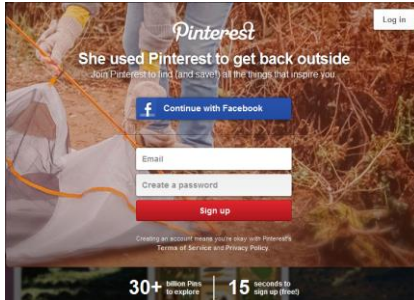 Log in
Pinterest
She used Pinterest to get back outside
Join Pinterest to find (and save!) all the things that inspire you.
f Continue with Facebook
Email
Create a password
Sign up
Creating an account means you're okay with Pinterest's
Terms of Service and Privacy Policy.
30+ billion Pins to explore
15 seconds to sign up (free!)